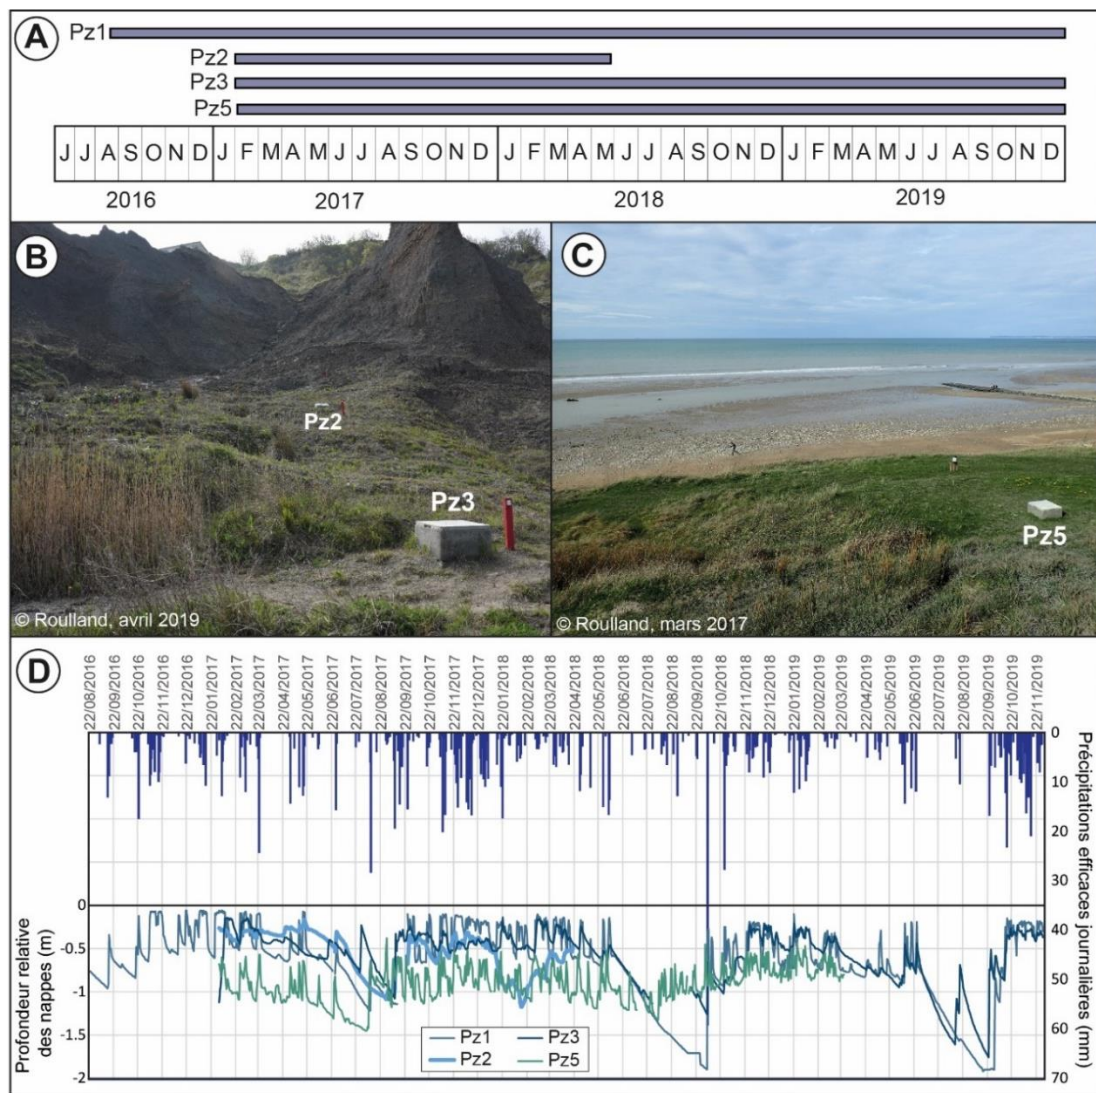 A
Pz1
Pz2
Pz3
Pz5
J J A S O N D J F M A M J J A S O N D J F M A M J J A S O N D J F M A M J J A S O N D
2016 2017 2018 2019
B
Pz2
Pz3
© Roulland, avril 2019
C
Pz5
© Roulland, mars 2017
D
22/08/2016
22/09/2016
22/10/2016
22/11/2016
22/12/2016
22/01/2017
22/02/2017
22/03/2017
22/04/2017
22/05/2017
22/06/2017
22/07/2017
22/08/2017
22/09/2017
22/10/2017
22/11/2017
22/12/2017
22/01/2018
22/02/2018
22/03/2018
22/04/2018
22/05/2018
22/06/2018
22/07/2018
22/08/2018
22/09/2018
22/10/2018
22/11/2018
22/12/2018
22/01/2019
22/02/2019
22/03/2019
22/04/2019
22/05/2019
22/06/2019
22/07/2019
22/08/2019
22/09/2019
22/10/2019
22/11/2019
Profondeur relative
des nappes (m)
0
-0.5
-1
-1.5
-2
0
10
20
30
40
50
60
70
Précipitations efficaces journalières
(mm)
Pz1 Pz3
Pz2 Pz5